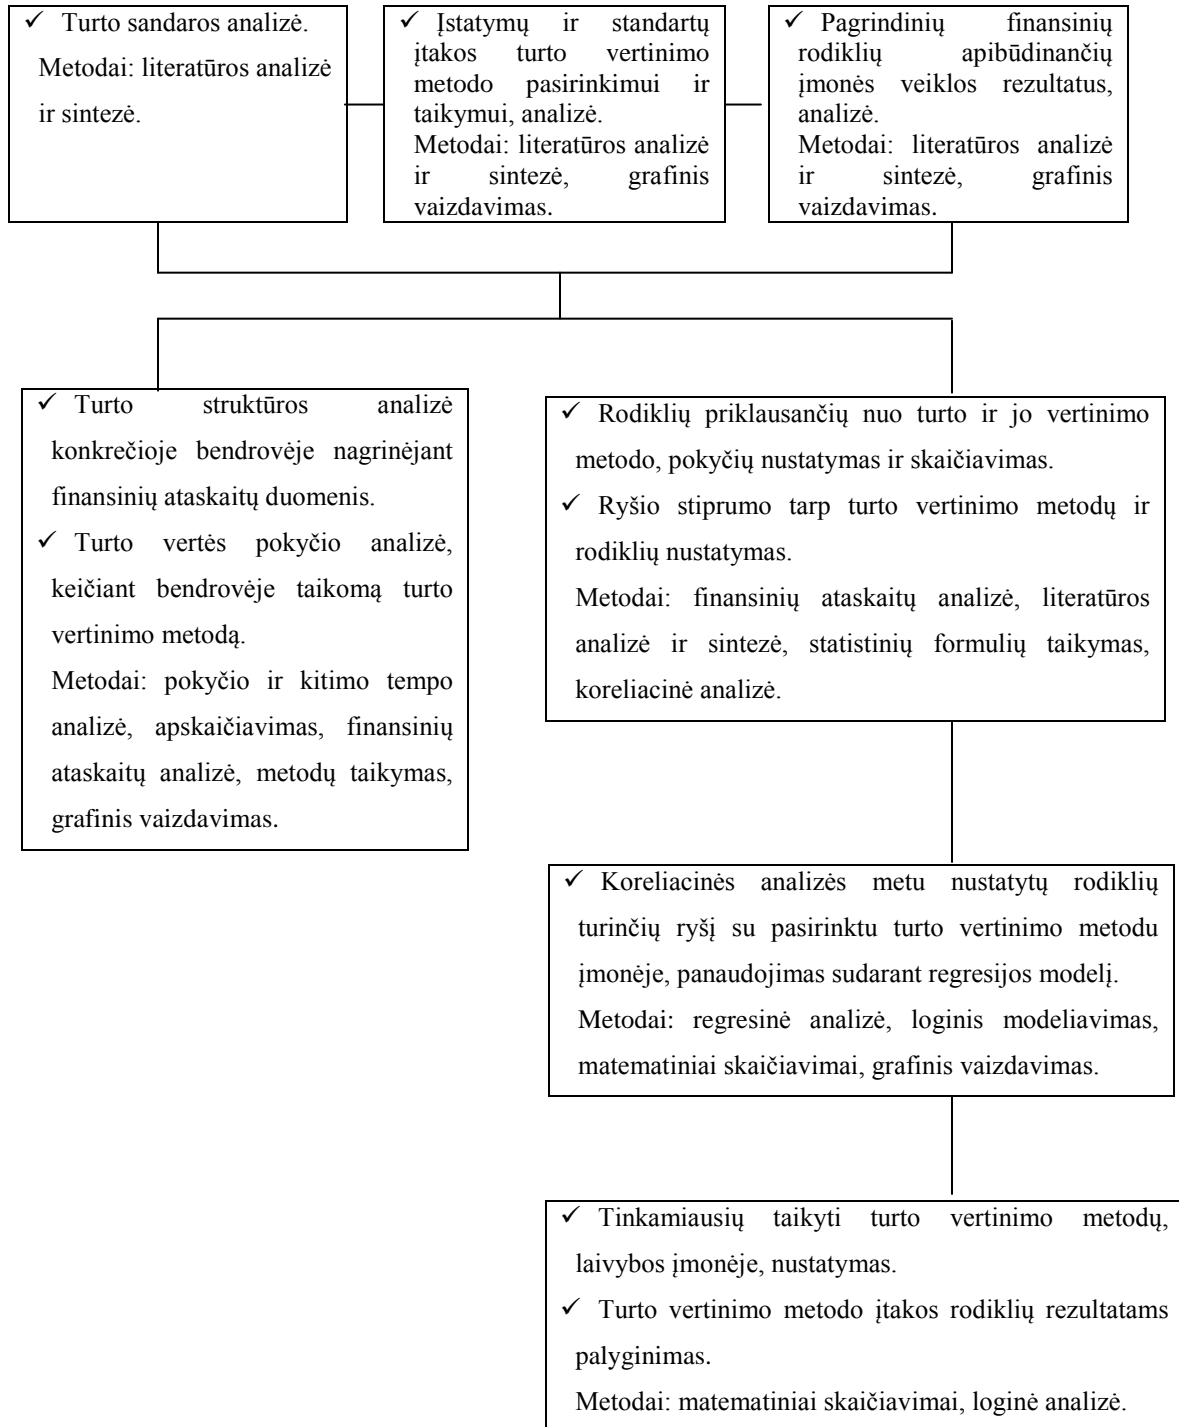 ✓ Turto sandaros analizė.
Metodai: literatūros analizė
ir sintezė.
✓ Įstatymų ir standartų
įtakos turto vertinimo
metodo pasirinkimui ir
taikymui, analizė.
Metodai: literatūros analizė
ir sintezė, grafinis
vaizdavimas.
✓ Pagrindinių finansinių
rodiklių apibūdinančių
įmonės veiklos rezultatus,
analizė.
Metodai: literatūros analizė
ir sintezė, grafinis
vaizdavimas.
✓ Turto struktūros analizė
konkrečioje bendrovėje nagrinėjant
finansinių ataskaitų duomenis.
✓ Turto vertės pokyčio analizė,
keičiant bendrovėje taikomą turto
vertinimo metodą.
Metodai: pokyčio ir kitimo tempo
analizė, apskaičiavimas, finansinių
ataskaitų analizė, metodų taikymas,
grafinis vaizdavimas.
✓ Rodiklių priklausančių nuo turto ir jo vertinimo
metodo, pokyčių nustatymas ir skaičiavimas.
✓ Ryšio stiprumo tarp turto vertinimo metodų ir
rodiklių nustatymas.
Metodai: finansinių ataskaitų analizė, literatūros
analizė ir sintezė, statistinių formulių taikymas,
koreliacinė analizė.
✓ Koreliacinės analizės metu nustatytų rodiklių
turinčių ryšį su pasirinktu turto vertinimo metodu
įmonėje, panaudojimas sudarant regresijos modelį.
Metodai: regresinė analizė, loginis modeliavimas,
matematiniai skaičiavimai, grafinis vaizdavimas.
✓ Tinkamiausių taikyti turto vertinimo metodų,
laivybos įmonėje, nustatymas.
✓ Turto vertinimo metodo įtakos rodiklių rezultatams
palyginimas.
Metodai: matematiniai skaičiavimai, loginė analizė.